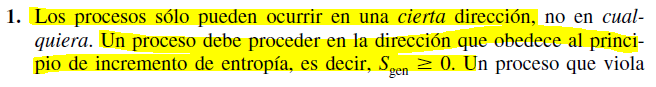 1. Los procesos sólo pueden ocurrir en una cierta dirección, no en cual-
quiera. Un proceso debe proceder en la dirección que obedece al princi-
pio de incremento de entropía, es decir, Sgen ≥ 0. Un proceso que viola